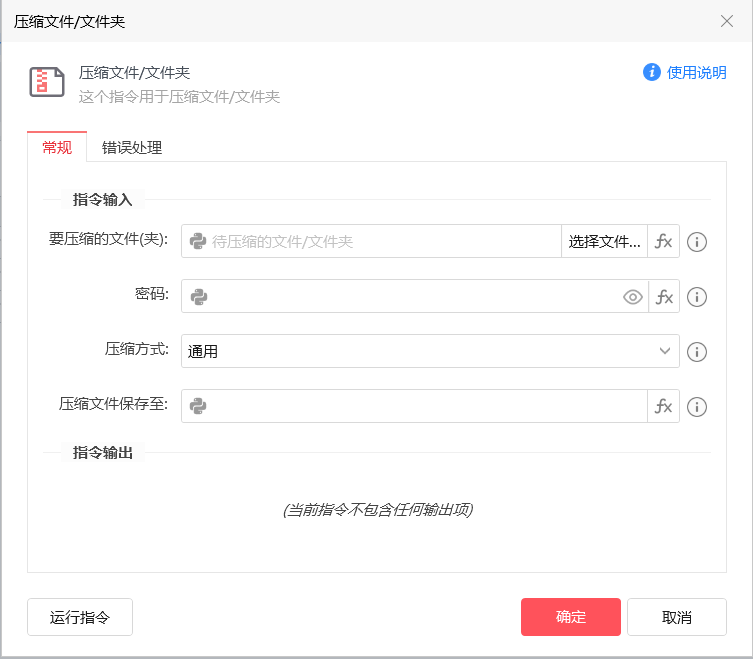 压缩文件/文件夹
压缩文件/文件夹
使用说明
这个指令用于压缩文件/文件夹
常规 错误处理
指令输入
要压缩的文件(夹): 待压缩的文件/文件夹 选择文件... fx
密码: fx
压缩方式: 通用
压缩文件保存至: fx
指令输出
(当前指令不包含任何输出项)
运行指令 确定 取消